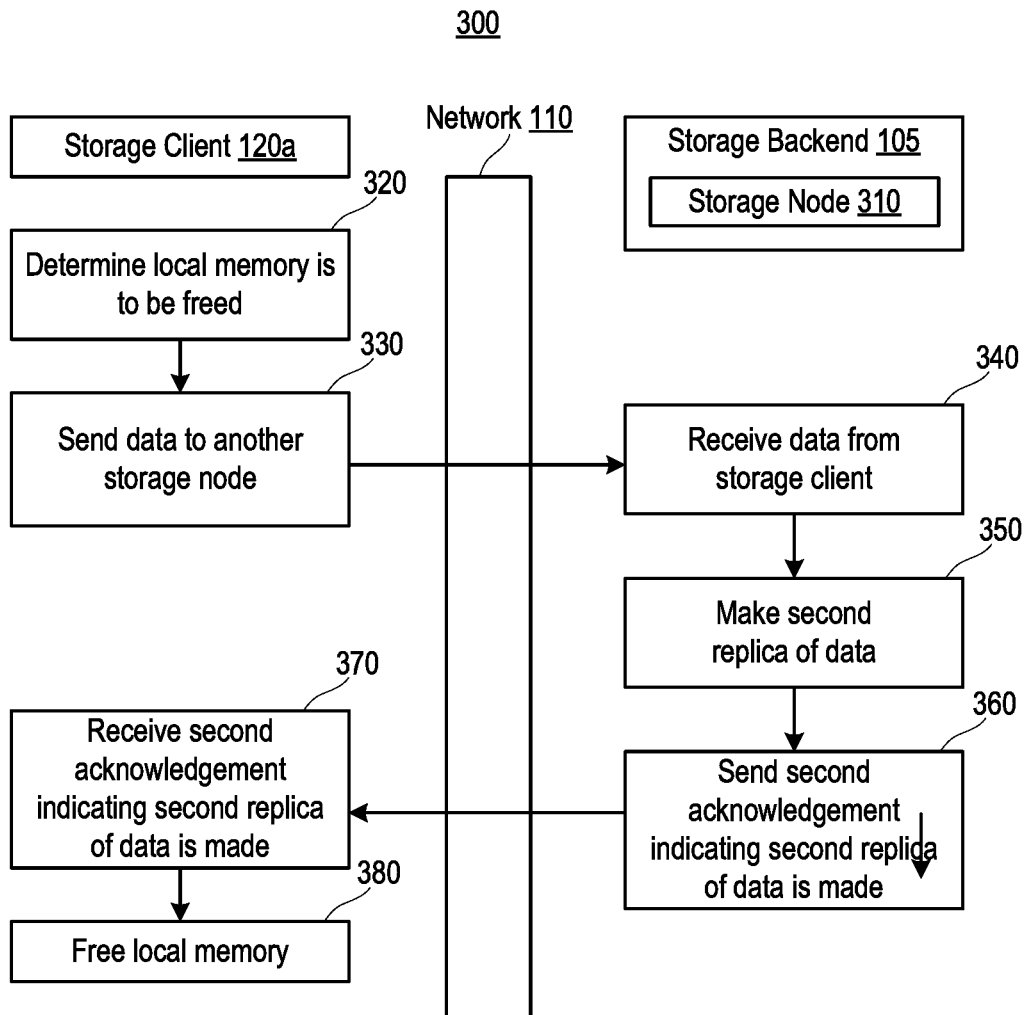 300
Storage Client 120a
Network 110
Storage Backend 105
Storage Node 310
320
Determine local memory is
to be freed
330
Send data to another
storage node
340
Receive data from
storage client
350
Make second
replica of data
360
Send second
acknowledgement
indicating second replica
of data is made
370
Receive second
acknowledgement
indicating second replica
of data is made
380
Free local memory